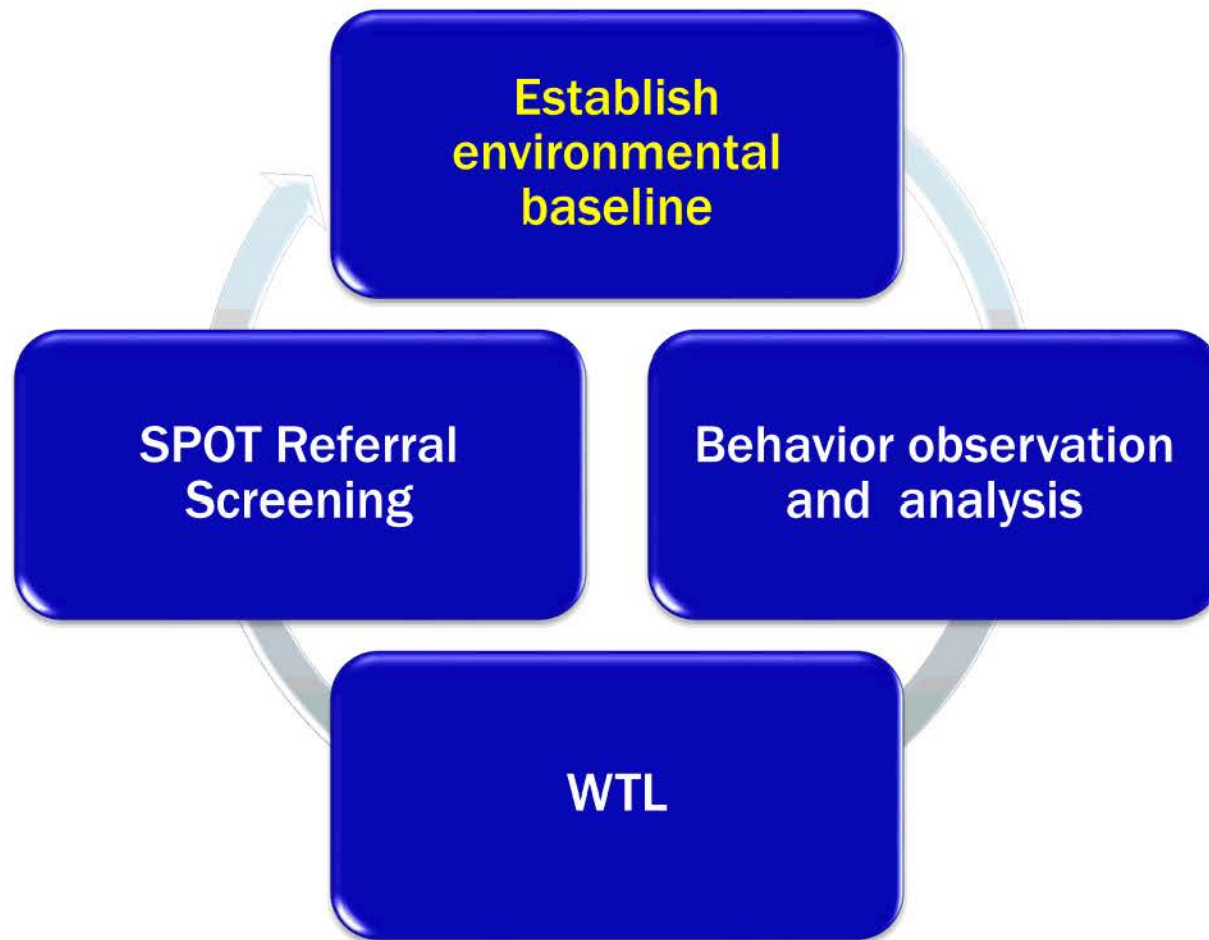 Establish
environmental
baseline
Behavior observation
and analysis
WTL
SPOT Referral
Screening